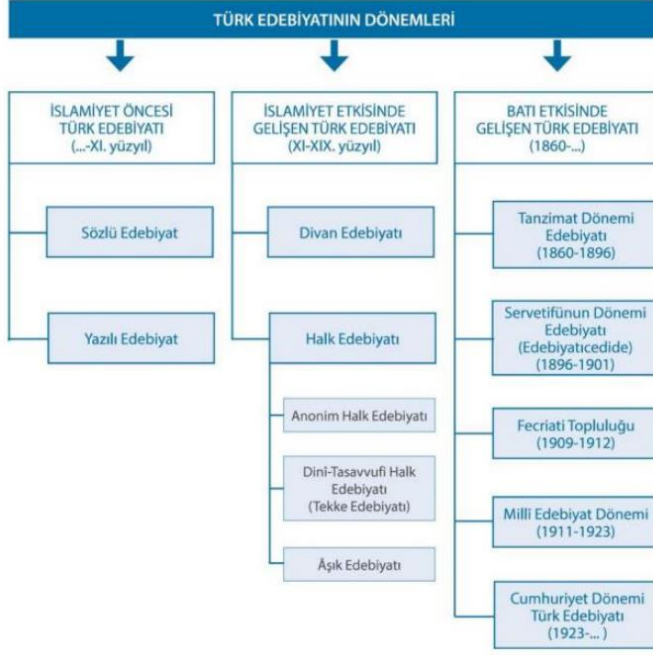 TÜRK EDEBİYATININ DÖNEMLERİ
İSLAMİYET ÖNCESİ
TÜRK EDEBİYATI
(...-XI. yüzyıl)
Sözlü Edebiyat
Yazılı Edebiyat
İSLAMİYET ETKİSİNDE
GELİŞEN TÜRK EDEBİYATI
(XI-XIX. yüzyıl)
Divan Edebiyatı
Halk Edebiyatı
Anonim Halk Edebiyatı
Dinî-Tasavvufi Halk
Edebiyatı
(Tekke Edebiyatı)
Âşık Edebiyatı
BATI ETKİSİNDE
GELİŞEN TÜRK EDEBİYATI
(1860-...)
Tanzimat Dönemi
Edebiyatı
(1860-1896)
Servetifünun Dönemi
Edebiyatı
(Edebiyatıcedide)
(1896-1901)
Fecriati Topluluğu
(1909-1912)
Millî Edebiyat Dönemi
(1911-1923)
Cumhuriyet Dönemi
Türk Edebiyatı
(1923-... )